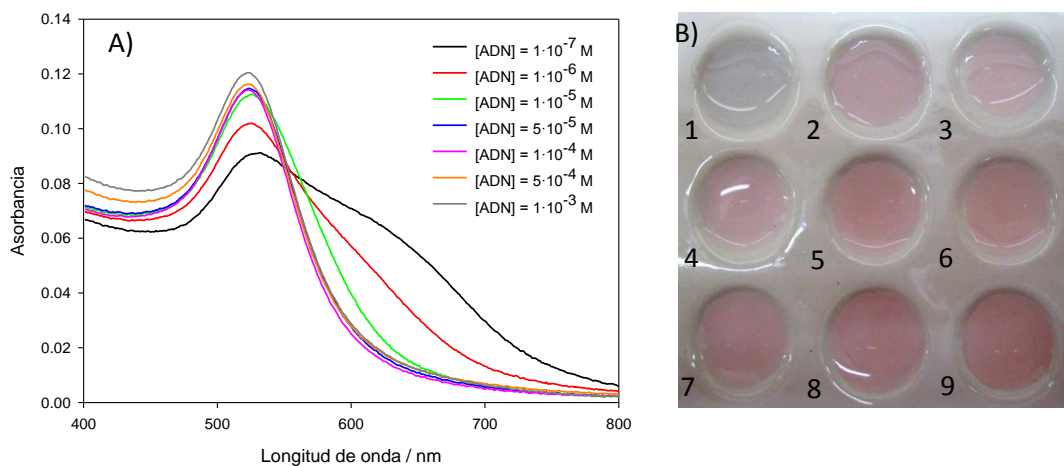 A)
[ADN] = 1·10-7 M
[ADN] = 1·10-6 M
[ADN] = 1·10-5 M
[ADN] = 5·10-5 M
[ADN] = 1·10-4 M
[ADN] = 5·10-4 M
[ADN] = 1·10-3 M
Asorbancia
0.14
0.12
0.10
0.08
0.06
0.04
0.02
0.00
400 500 600 700 800
Longitud de onda / nm
B)
1 2 3
4 5 6
7 8 9